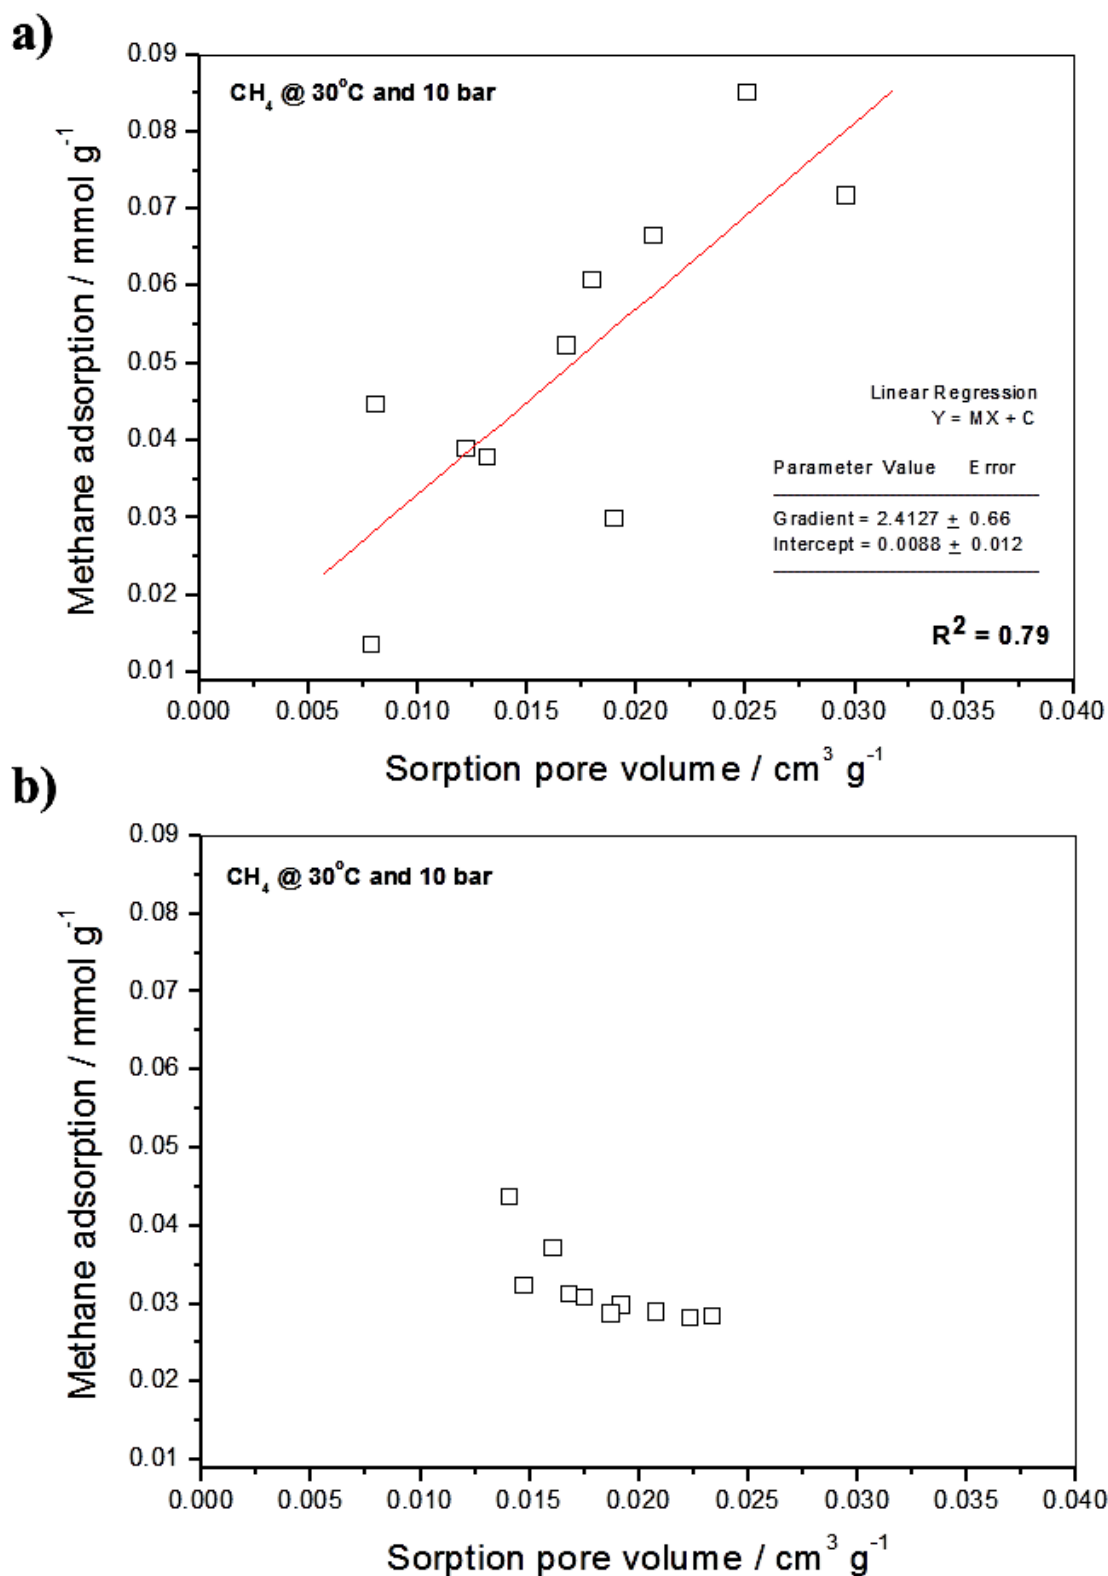 a)
0.09
0.08
0.07
0.06
0.05
0.04
0.03
0.02
0.01
Methane adsorption / mmol g⁻¹
CH₄ @ 30°C and 10 bar
Linear Regression
Y = MX + C
Parameter Value Error
Gradient = 2.4127 ± 0.66
Intercept = 0.0088 ± 0.012
R² = 0.79
0.000 0.005 0.010 0.015 0.020 0.025 0.030 0.035 0.040
Sorption pore volume / cm³ g⁻¹
b)
0.09
0.08
0.07
0.06
0.05
0.04
0.03
0.02
0.01
Methane adsorption / mmol g⁻¹
CH₄ @ 30°C and 10 bar
0.000 0.005 0.010 0.015 0.020 0.025 0.030 0.035 0.040
Sorption pore volume / cm³ g⁻¹